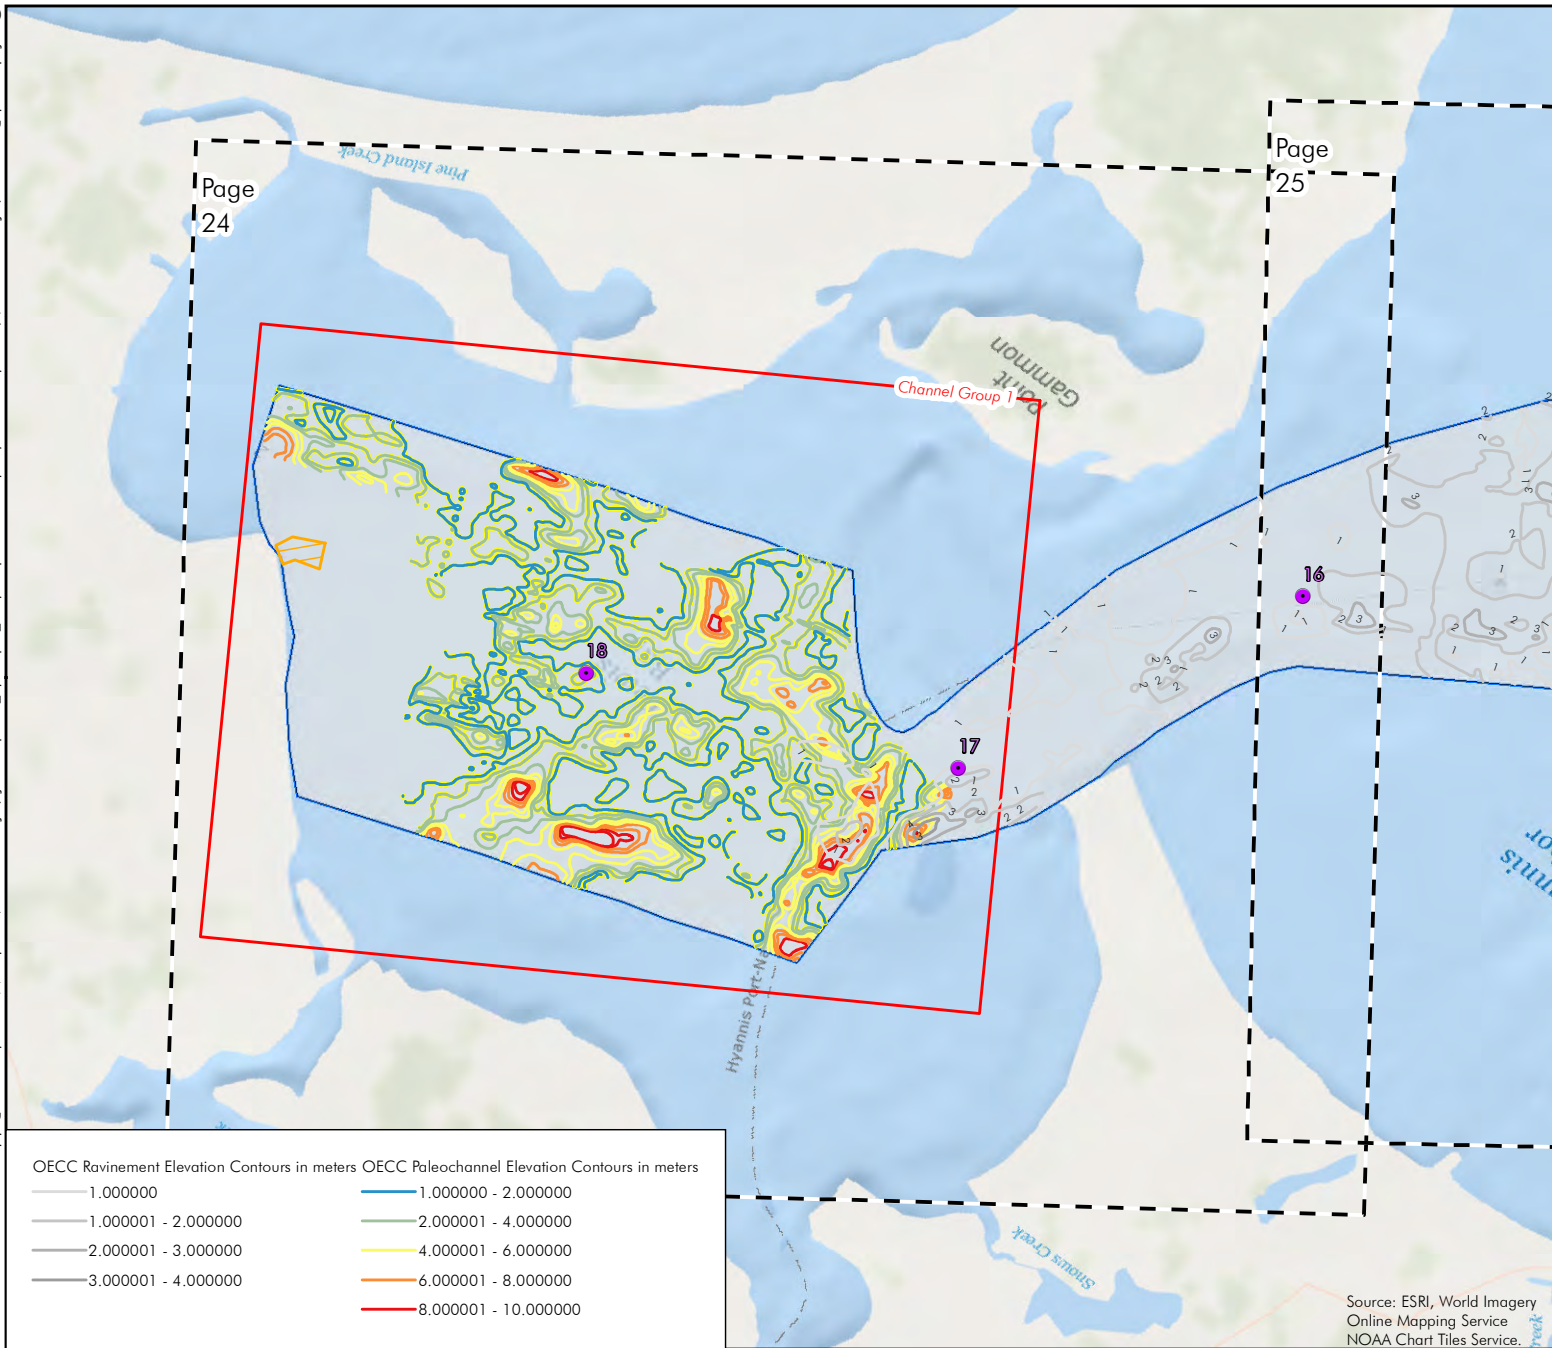 Page
24
Pine Island Creek
Page
25
Channel Group 1
Point
Gammon
16
18
17
Hyannis Port-Na
OECC Ravinement Elevation Contours in meters
1.000000
1.000001 - 2.000000
2.000001 - 3.000000
3.000001 - 4.000000
OECC Paleochannel Elevation Contours in meters
1.000000 - 2.000000
2.000001 - 4.000000
4.000001 - 6.000000
6.000001 - 8.000000
8.000001 - 10.000000
Snows Creek
Source: ESRI, World Imagery
Online Mapping Service
NOAA Chart Tiles Service.